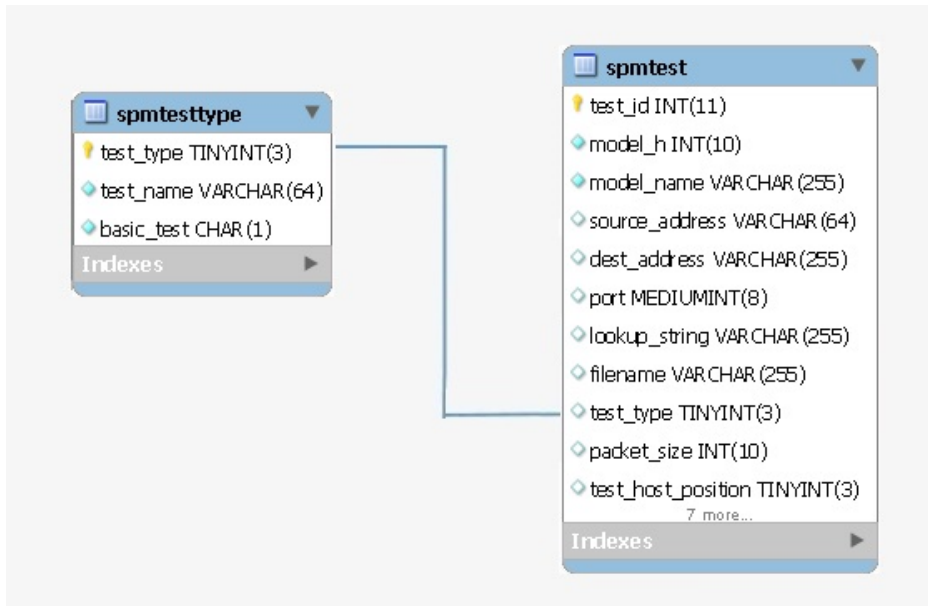 spmtesttype
test_type TINYINT(3)
test_name VARCHAR(64)
basic_test CHAR(1)
Indexes
spmtest
test_id INT(11)
model_h INT(10)
model_name VARCHAR(255)
source_address VARCHAR(64)
dest_address VARCHAR(255)
port MEDIUMINT(8)
lookup_string VARCHAR(255)
filename VARCHAR(255)
test_type TINYINT(3)
packet_size INT(10)
test_host_position TINYINT(3)
7 more...
Indexes